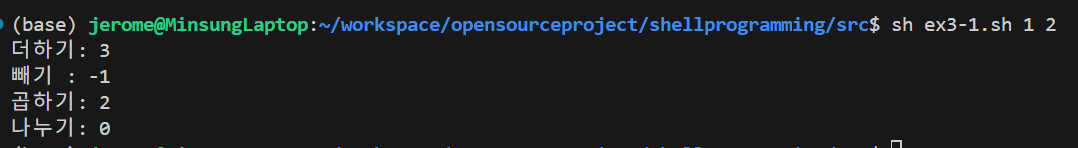 (base) jerome@MinsungLaptop:~/workspace/opensourceproject/shellprogramming/src$ sh ex3-1.sh 1 2
더하기: 3
빼기 : -1
곱하기: 2
나누기: 0